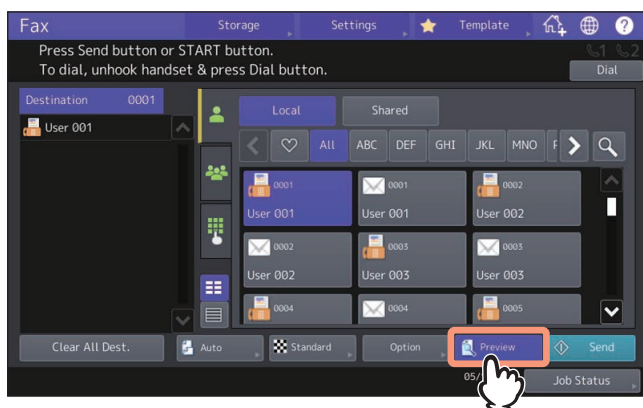 Fax Storage Settings Template ?
Press Send button or START button.
To dial, unhook handset & press Dial button.
1 2
Dial
Destination 0001
User 001
Local Shared
All ABC DEF GHI JKL MNO
0001 User 001
0001 User 001
0002 User 002
0002 User 002
0003 User 003
0003 User 003
0004 0004 0005
Clear All Dest. Auto Standard Option Preview Send
05/
Job Status